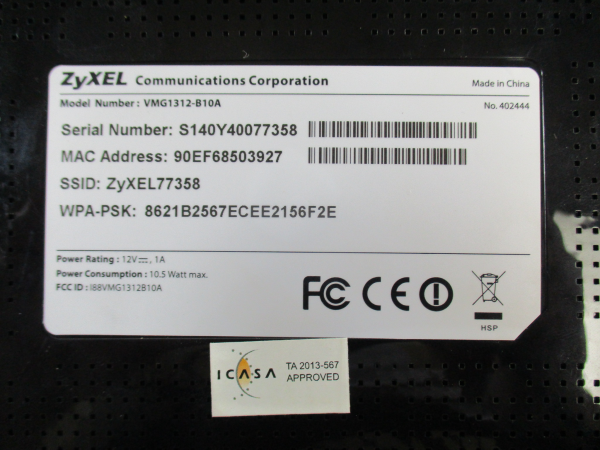 ZyXEL Communications Corporation
Made in China
Model Number : VMG1312-B10A
No. 402444
Serial Number: S140Y40077358
MAC Address: 90EF68503927
SSID: ZyXEL77358
WPA-PSK: 8621B2567ECEE2156F2E
Power Rating : 12V⎓, 1A
Power Consumption : 10.5 Watt max.
FCC ID : I88VMG1312B10A
FC CE
HSP
ICASA
TA 2013-567
APPROVED